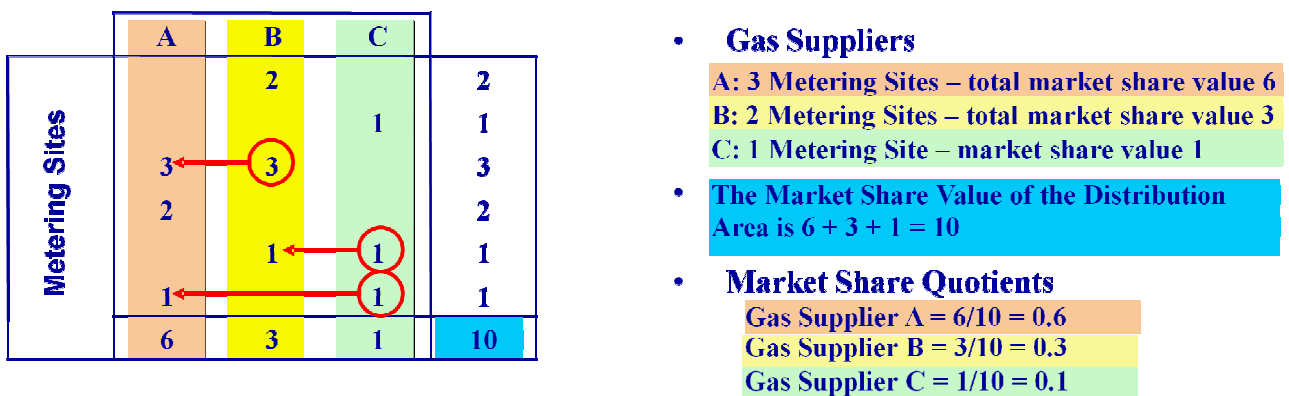 A B C
Metering Sites
2 2
1 1
3 3 3
2 2
1 1 1
1 1 1
6 3 1 10
• Gas Suppliers
A: 3 Metering Sites – total market share value 6
B: 2 Metering Sites – total market share value 3
C: 1 Metering Site – market share value 1
• The Market Share Value of the Distribution
Area is 6 + 3 + 1 = 10
• Market Share Quotients
Gas Supplier A = 6/10 = 0.6
Gas Supplier B = 3/10 = 0.3
Gas Supplier C = 1/10 = 0.1